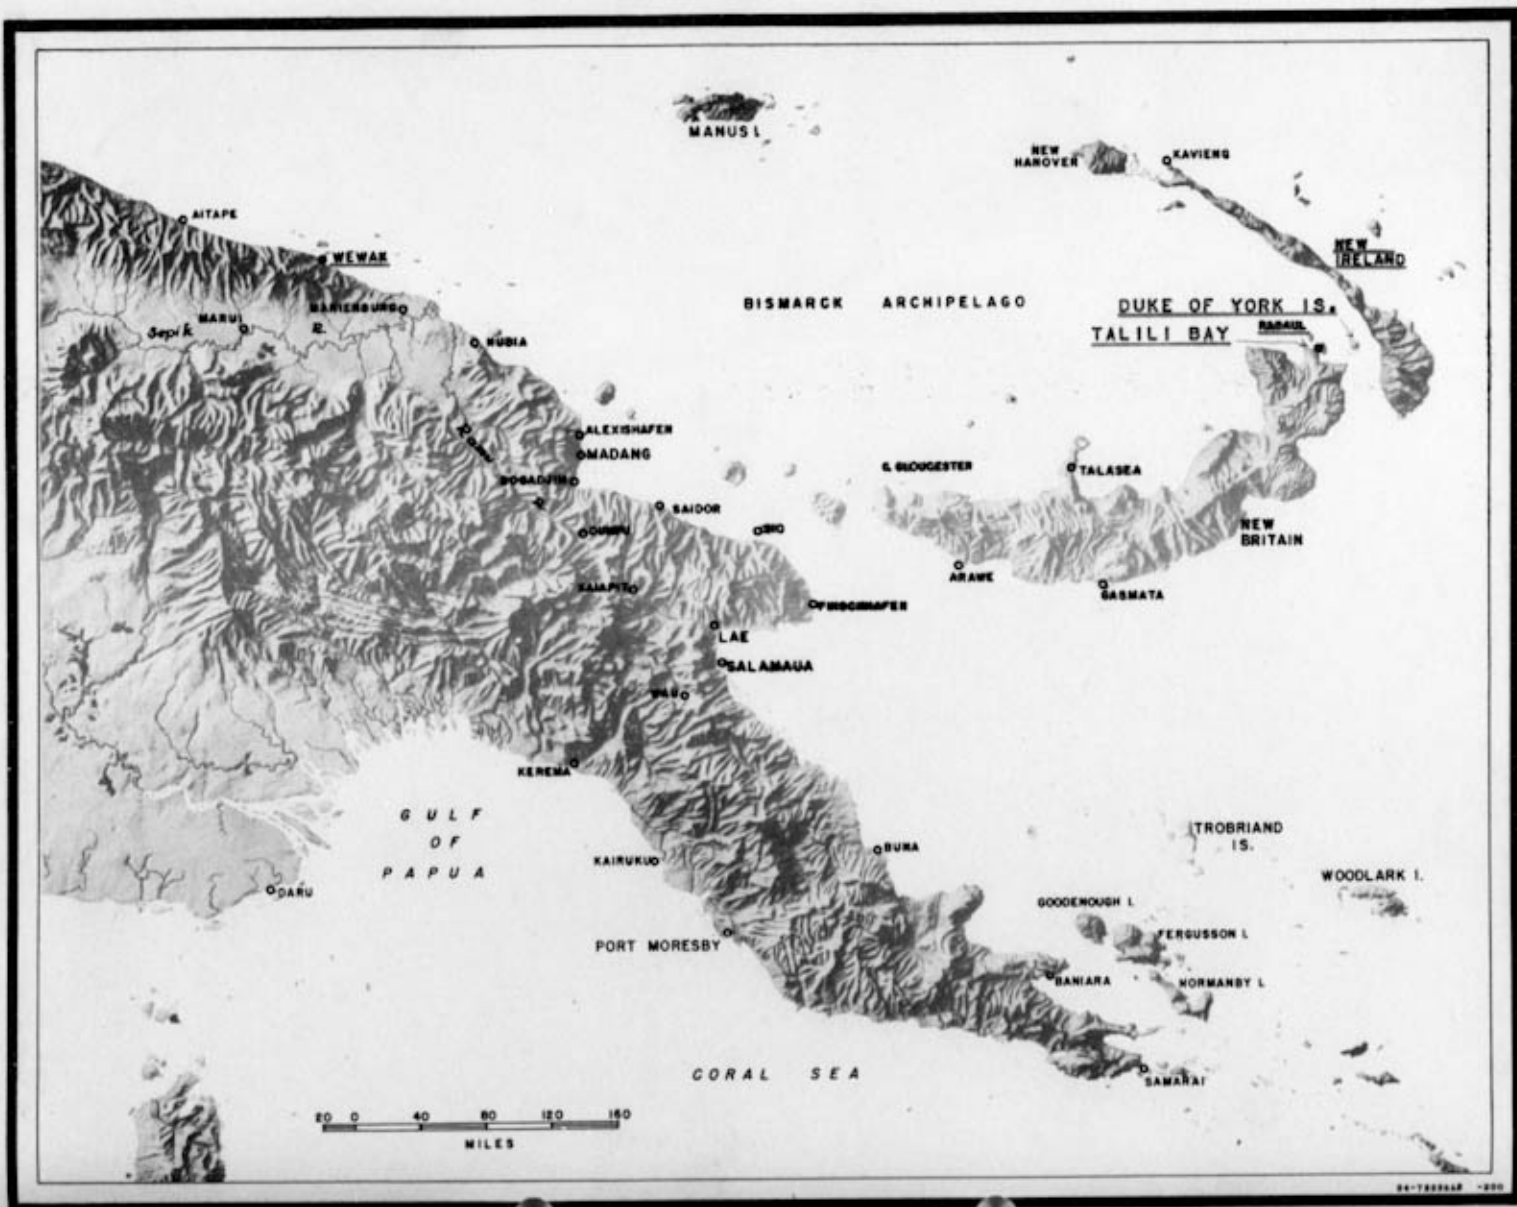 MANUS I.
NEW
HANOVER
KAVIENG
AITAPE
WEWAK
NEW
IRELAND
MARIENBURG
BISMARCK ARCHIPELAGO
DUKE OF YORK IS.
MARUI
Sepik
R.
RABAUL
TALILI BAY
NUBIA
ALEXISHAFEN
Ramu
MADANG
C. GLOUCESTER
TALASEA
BOGADJIM
R
SAIDOR
SIO
DUMPU
NEW
BRITAIN
ARAWE
GASMATA
KAIAPIT
FINSCHHAFEN
LAE
SALAMAUA
WAU
KEREMA
GULF
OF
PAPUA
TROBRIAND
IS.
BUNA
KAIRUKU
WOODLARK I.
DARU
GOODENOUGH I.
FERGUSSON I.
PORT MORESBY
BANIARA
NORMANBY I.
CORAL SEA
SAMARAI
20 0 40 80 120 160
MILES